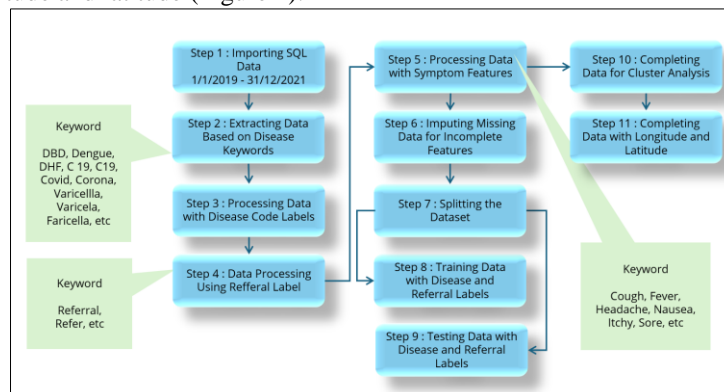 Step 1 : Importing SQL
Data
1/1/2019 - 31/12/2021
Step 2 : Extracting Data
Based on Disease
Keywords
Step 3 : Processing Data
with Disease Code Labels
Step 4 : Data Processing
Using Refferal Label
Keyword
DBD, Dengue,
DHF, C 19, C19,
Covid, Corona,
Varicellla,
Varicela,
Faricella, etc
Keyword
Referral,
Refer, etc
Step 5 : Processing Data
with Symptom Features
Step 6 : Imputing Missing
Data for Incomplete
Features
Step 7 : Splitting the
Dataset
Step 8 : Training Data
with Disease and
Referral Labels
Step 9 : Testing Data with
Disease and Referral
Labels
Step 10 : Completing
Data for Cluster Analysis
Step 11 : Completing
Data with Longitude and
Latitude
Keyword
Cough, Fever,
Headache, Nausea,
Itchy, Sore, etc